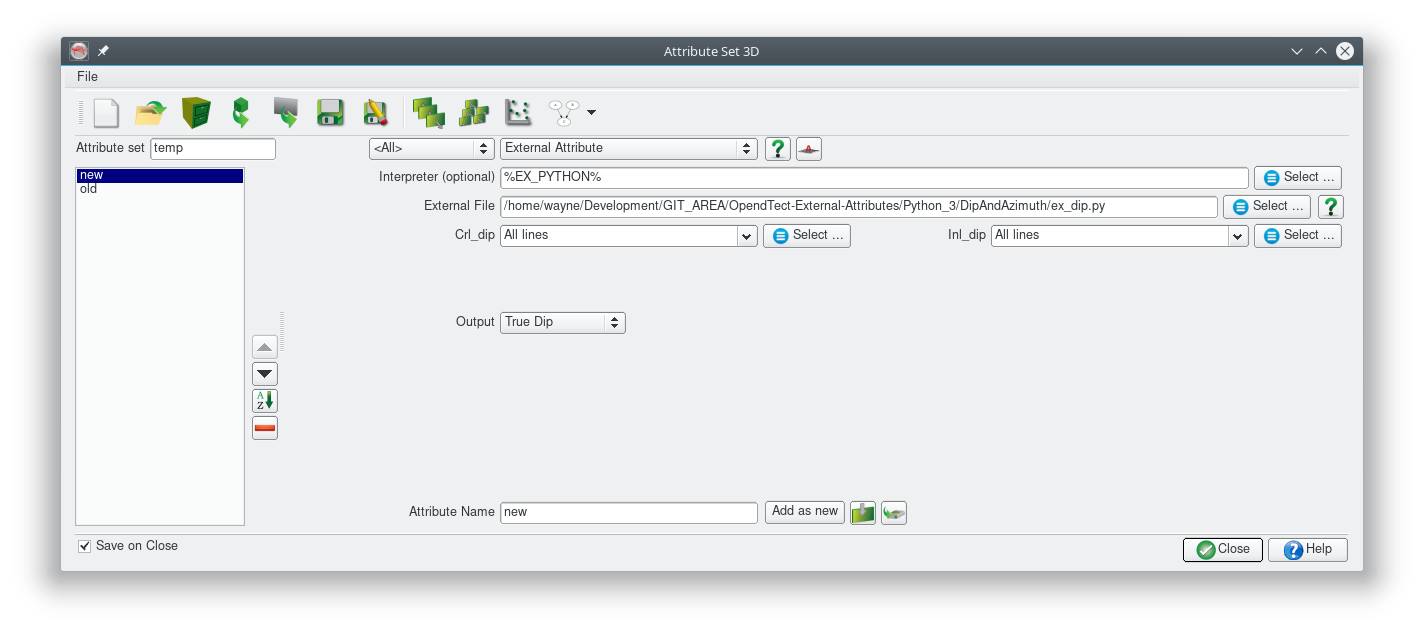 Attribute Set 3D
File
Attribute set temp <All> External Attribute
new
old
Interpreter (optional) %EX_PYTHON% Select ...
External File /home/wayne/Development/GIT_AREA/OpendTect-External-Attributes/Python_3/DipAndAzimuth/ex_dip.py Select ... ?
Crl_dip All lines Select ... Inl_dip All lines Select ...
Output True Dip
A
Z
Attribute Name new Add as new
Save on Close
Close Help